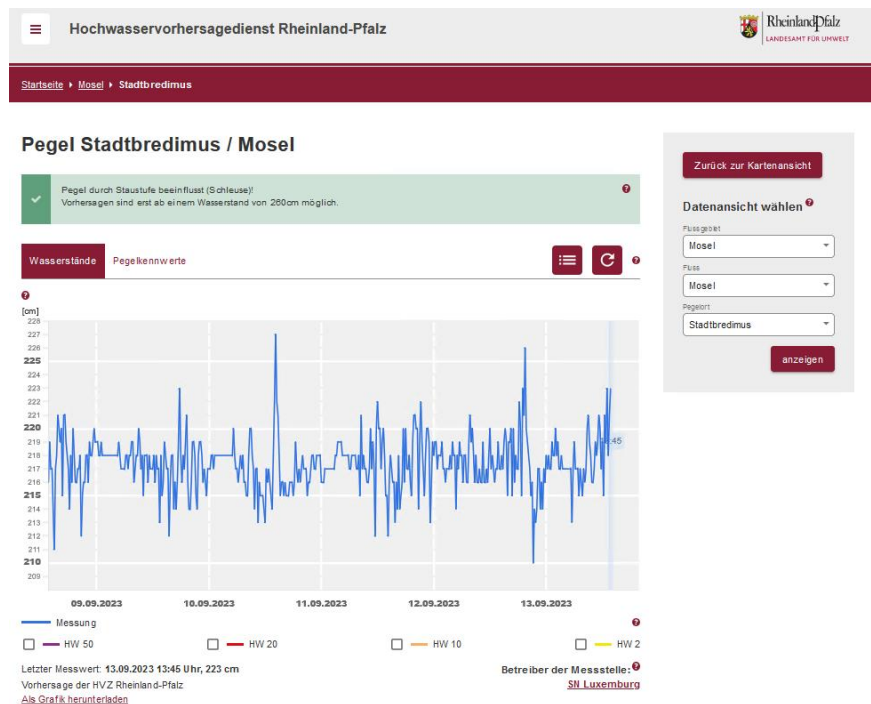 Hochwasservorhersagedienst Rheinland-Pfalz
RheinlandPfalz
LANDESAMT FÜR UMWELT
Startseite Mosel Stadtbredimus
Pegel Stadtbredimus / Mosel
Pegel durch Staustufe beeinflusst (Schleuse)!
Vorhersagen sind erst ab einem Wasserstand von 260cm möglich.
?
Wasserstände Pegelkennwerte
?
?
[cm]
228
227
226
225
224
223
222
221
220
219
218
217
216
215
214
213
212
211
210
209
:45
09.09.2023 10.09.2023 11.09.2023 12.09.2023 13.09.2023
Messung
?
HW 50 HW 20 HW 10 HW 2
Letzter Messwert: 13.09.2023 13:45 Uhr, 223 cm
Vorhersage der HVZ Rheinland-Pfalz
Als Grafik herunterladen
Betreiber der Messstelle: ?
SN Luxemburg
Zurück zur Kartenansicht
Datenansicht wählen ?
Flussgebiet
Mosel
Fluss
Mosel
Pegelort
Stadtbredimus
anzeigen